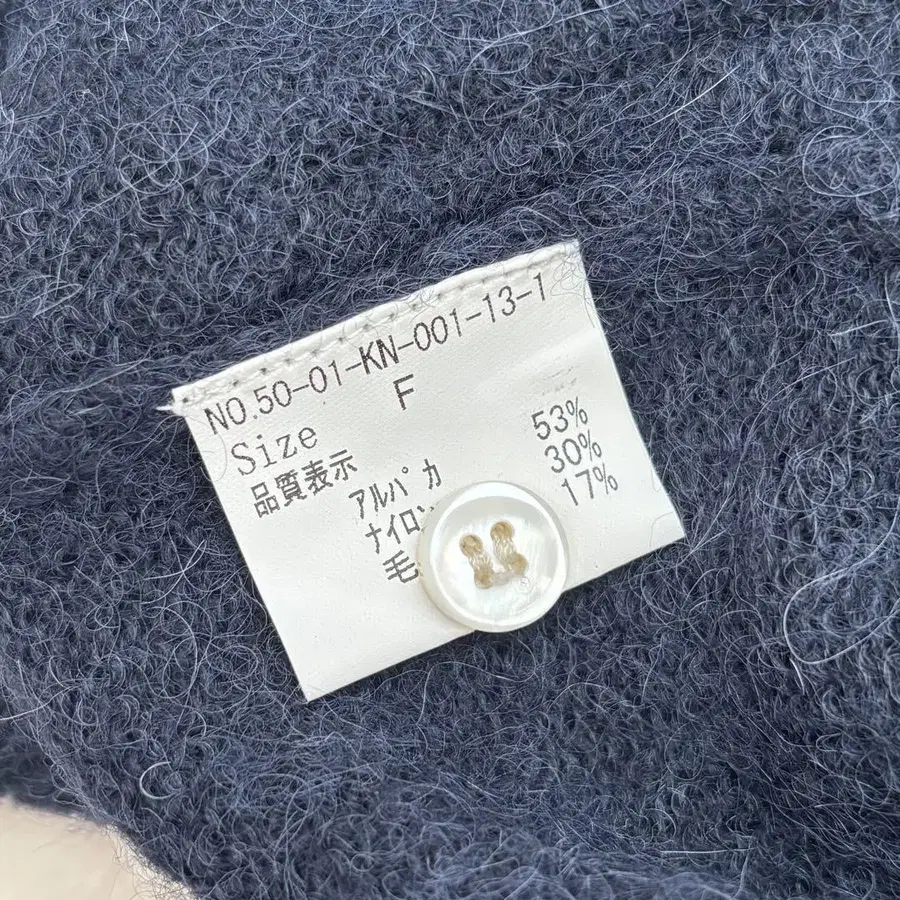 NO.50-01-KN-001-13-1
Size F
品質表示
アルパカ 53%
ナイロン 30%
毛 17%